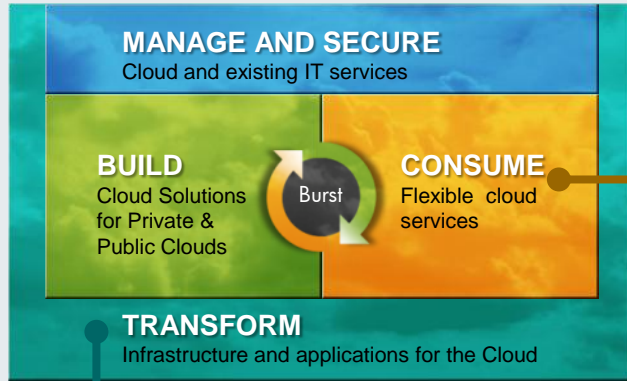 MANAGE AND SECURE
Cloud and existing IT services
BUILD
Cloud Solutions
for Private &
Public Clouds
Burst
CONSUME
Flexible cloud
services
TRANSFORM
Infrastructure and applications for the Cloud